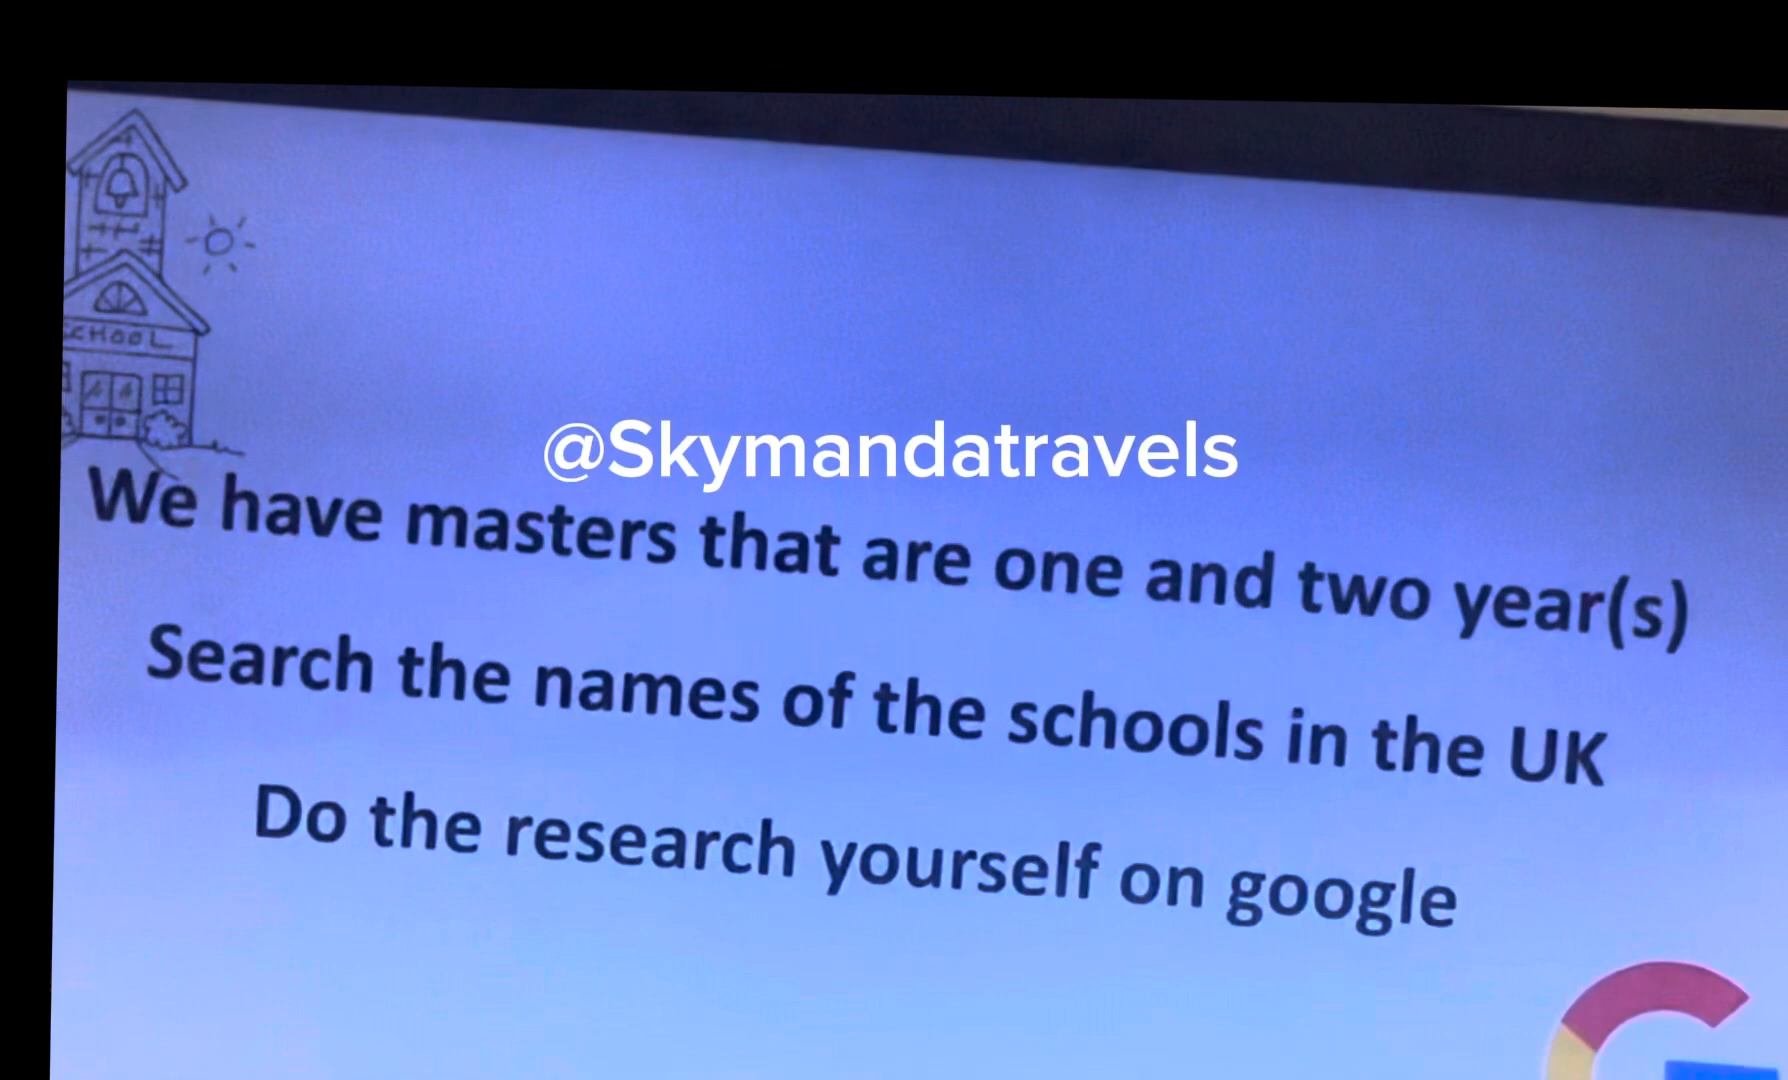 SCHOOL
@Skymandatravels
We have masters that are one and two year(s)
Search the names of the schools in the UK
Do the research yourself on google